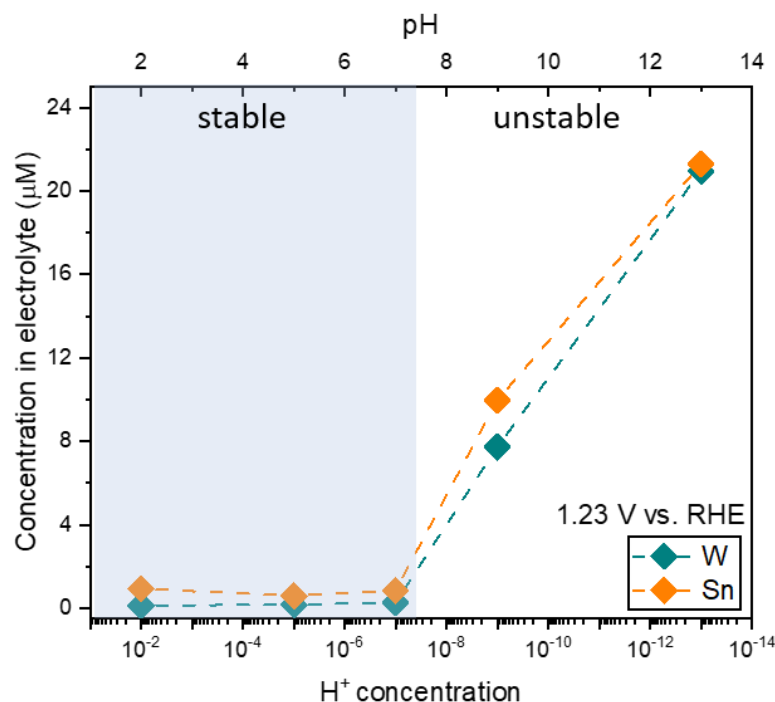 pH
2 4 6 8 10 12 14
stable unstable
24
20
16
12
8
4
0
Concentration in electrolyte (μM)
1.23 V vs. RHE
W
Sn
10⁻² 10⁻⁴ 10⁻⁶ 10⁻⁸ 10⁻¹⁰ 10⁻¹² 10⁻¹⁴
H⁺ concentration